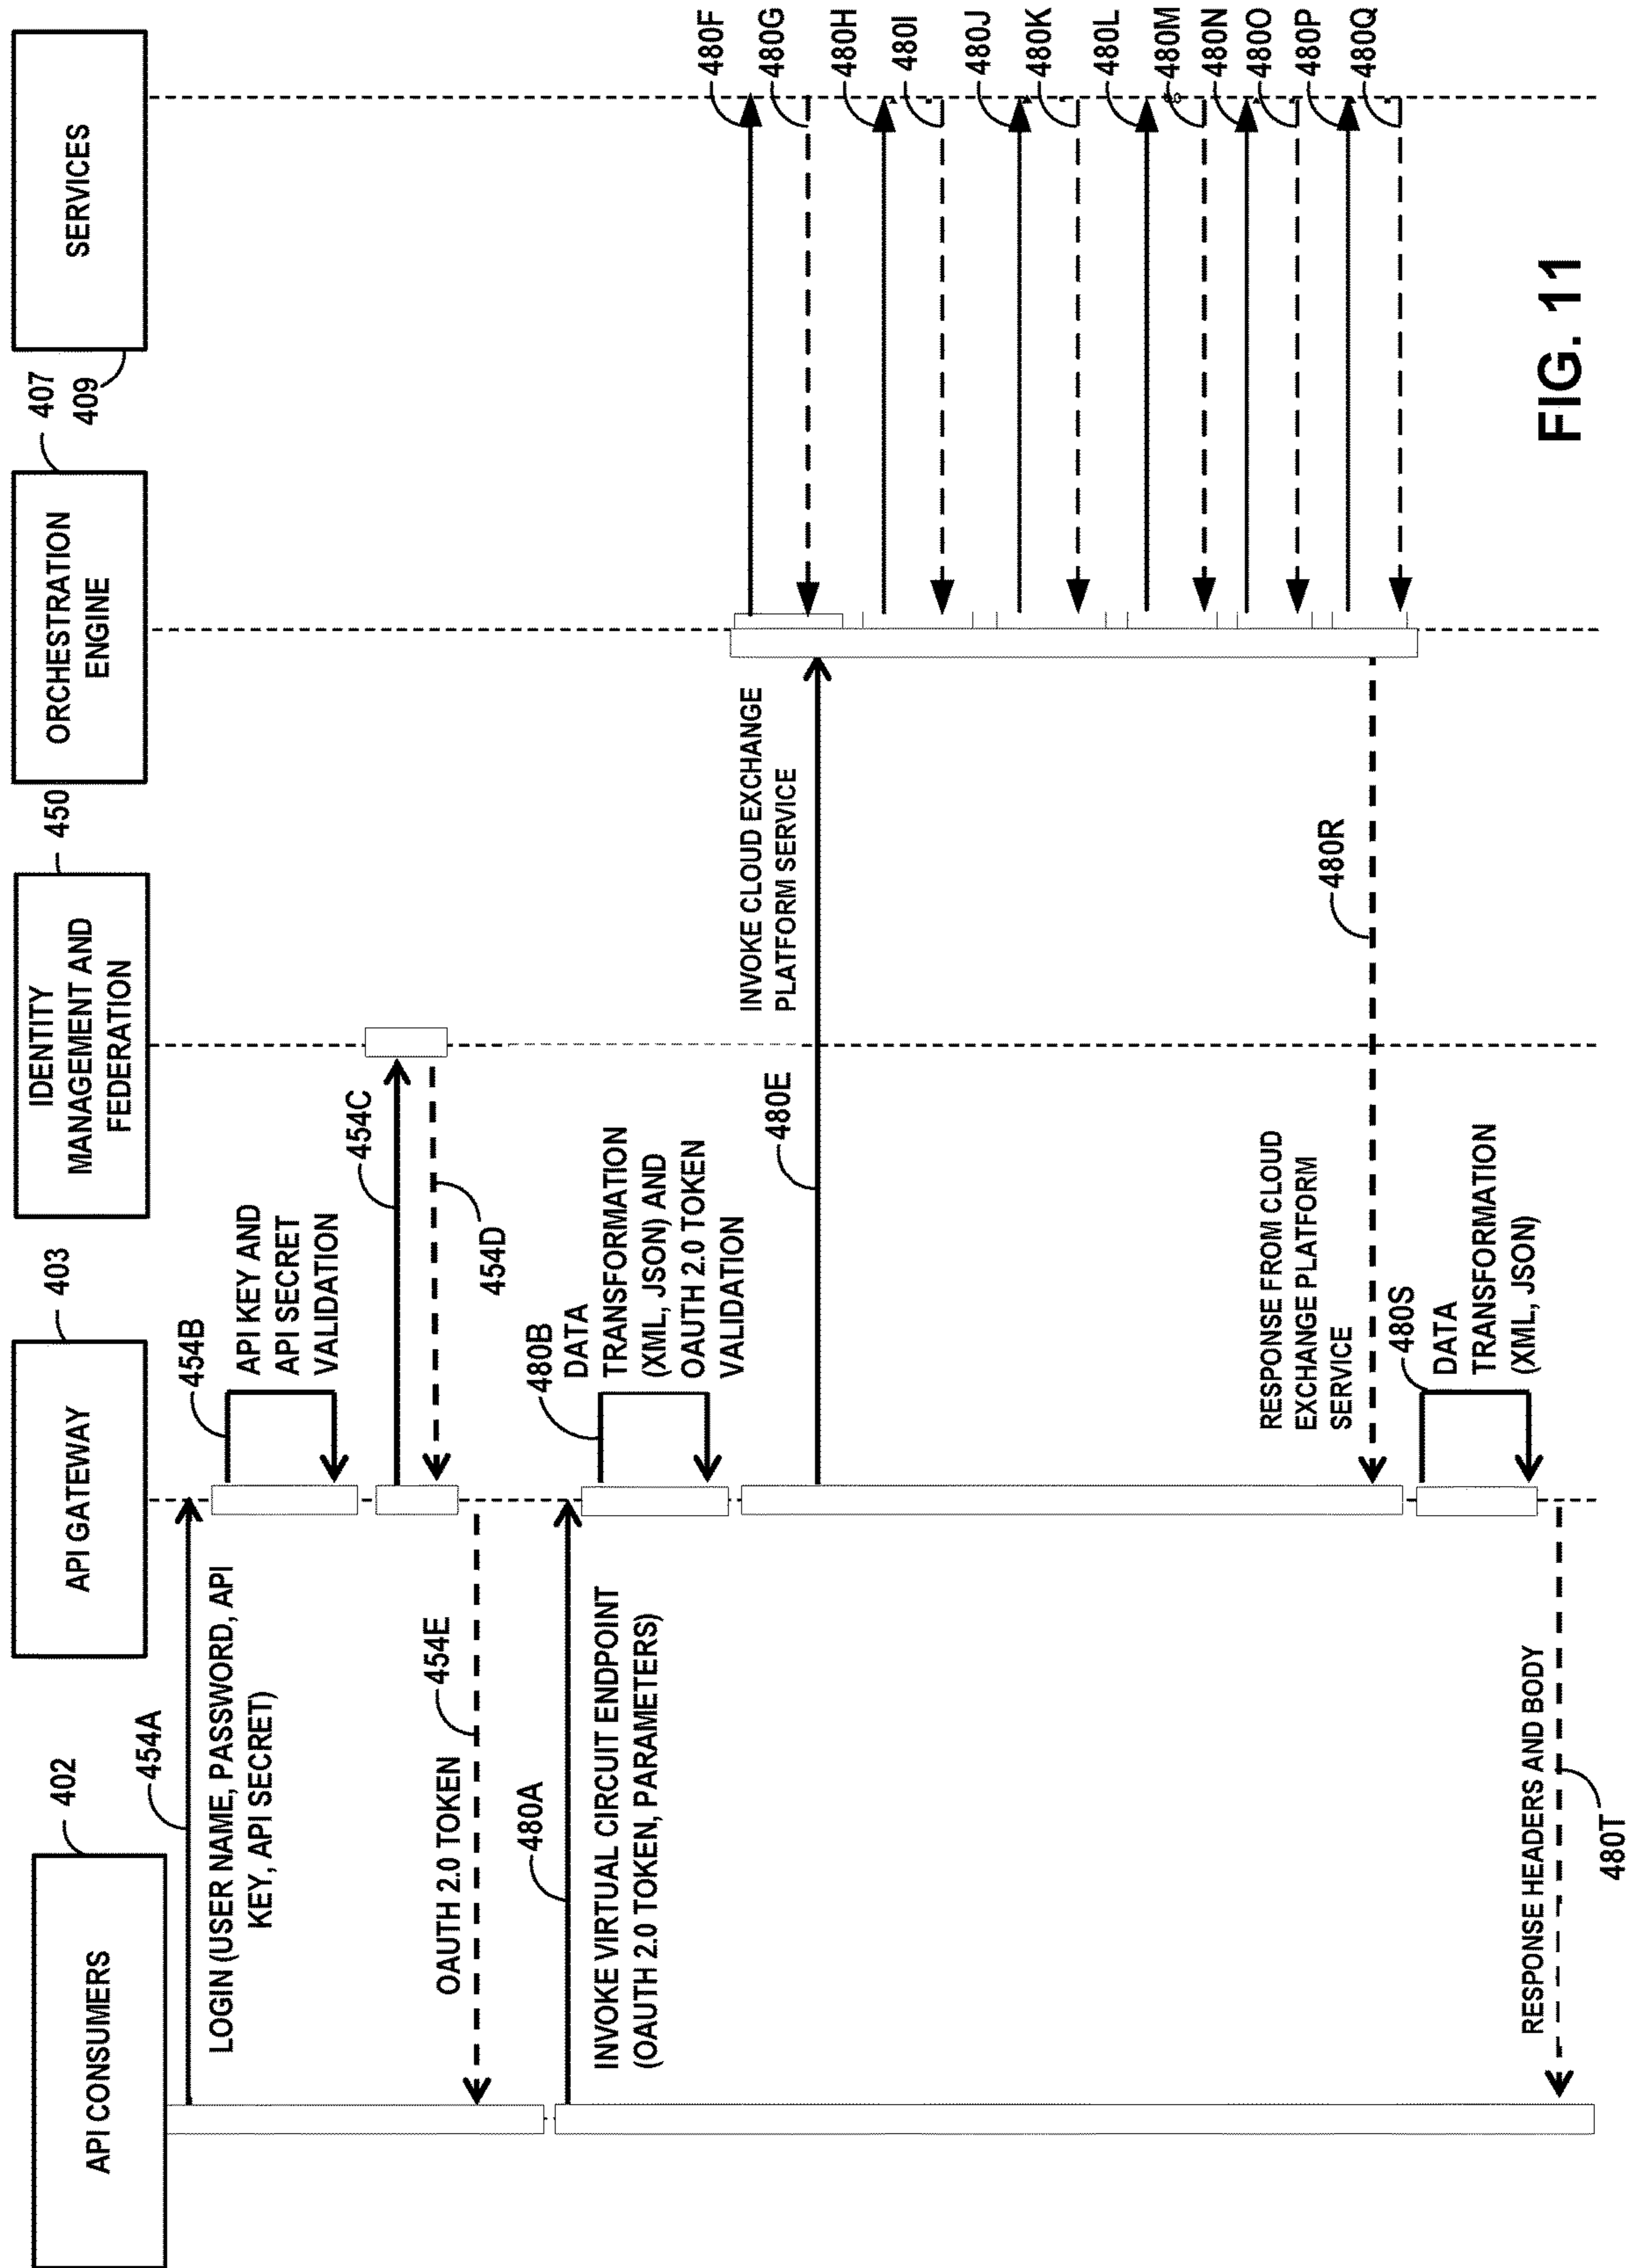 API CONSUMERS
402
API GATEWAY
403
IDENTITY
MANAGEMENT AND
FEDERATION
450
ORCHESTRATION
ENGINE
407
SERVICES
409
454A
LOGIN (USER NAME, PASSWORD, API
KEY, API SECRET)
454B
API KEY AND
API SECRET
VALIDATION
454C
454D
454E
OAUTH 2.0 TOKEN
480A
INVOKE VIRTUAL CIRCUIT ENDPOINT
(OAUTH 2.0 TOKEN, PARAMETERS)
480B
DATA
TRANSFORMATION
(XML, JSON) AND
OAUTH 2.0 TOKEN
VALIDATION
480E
INVOKE CLOUD EXCHANGE
PLATFORM SERVICE
480F
480G
480H
480I
480J
480K
480L
480M
480N
480O
480P
480Q
480R
RESPONSE FROM CLOUD
EXCHANGE PLATFORM
SERVICE
480S
DATA
TRANSFORMATION
(XML, JSON)
RESPONSE HEADERS AND BODY
480T
FIG. 11